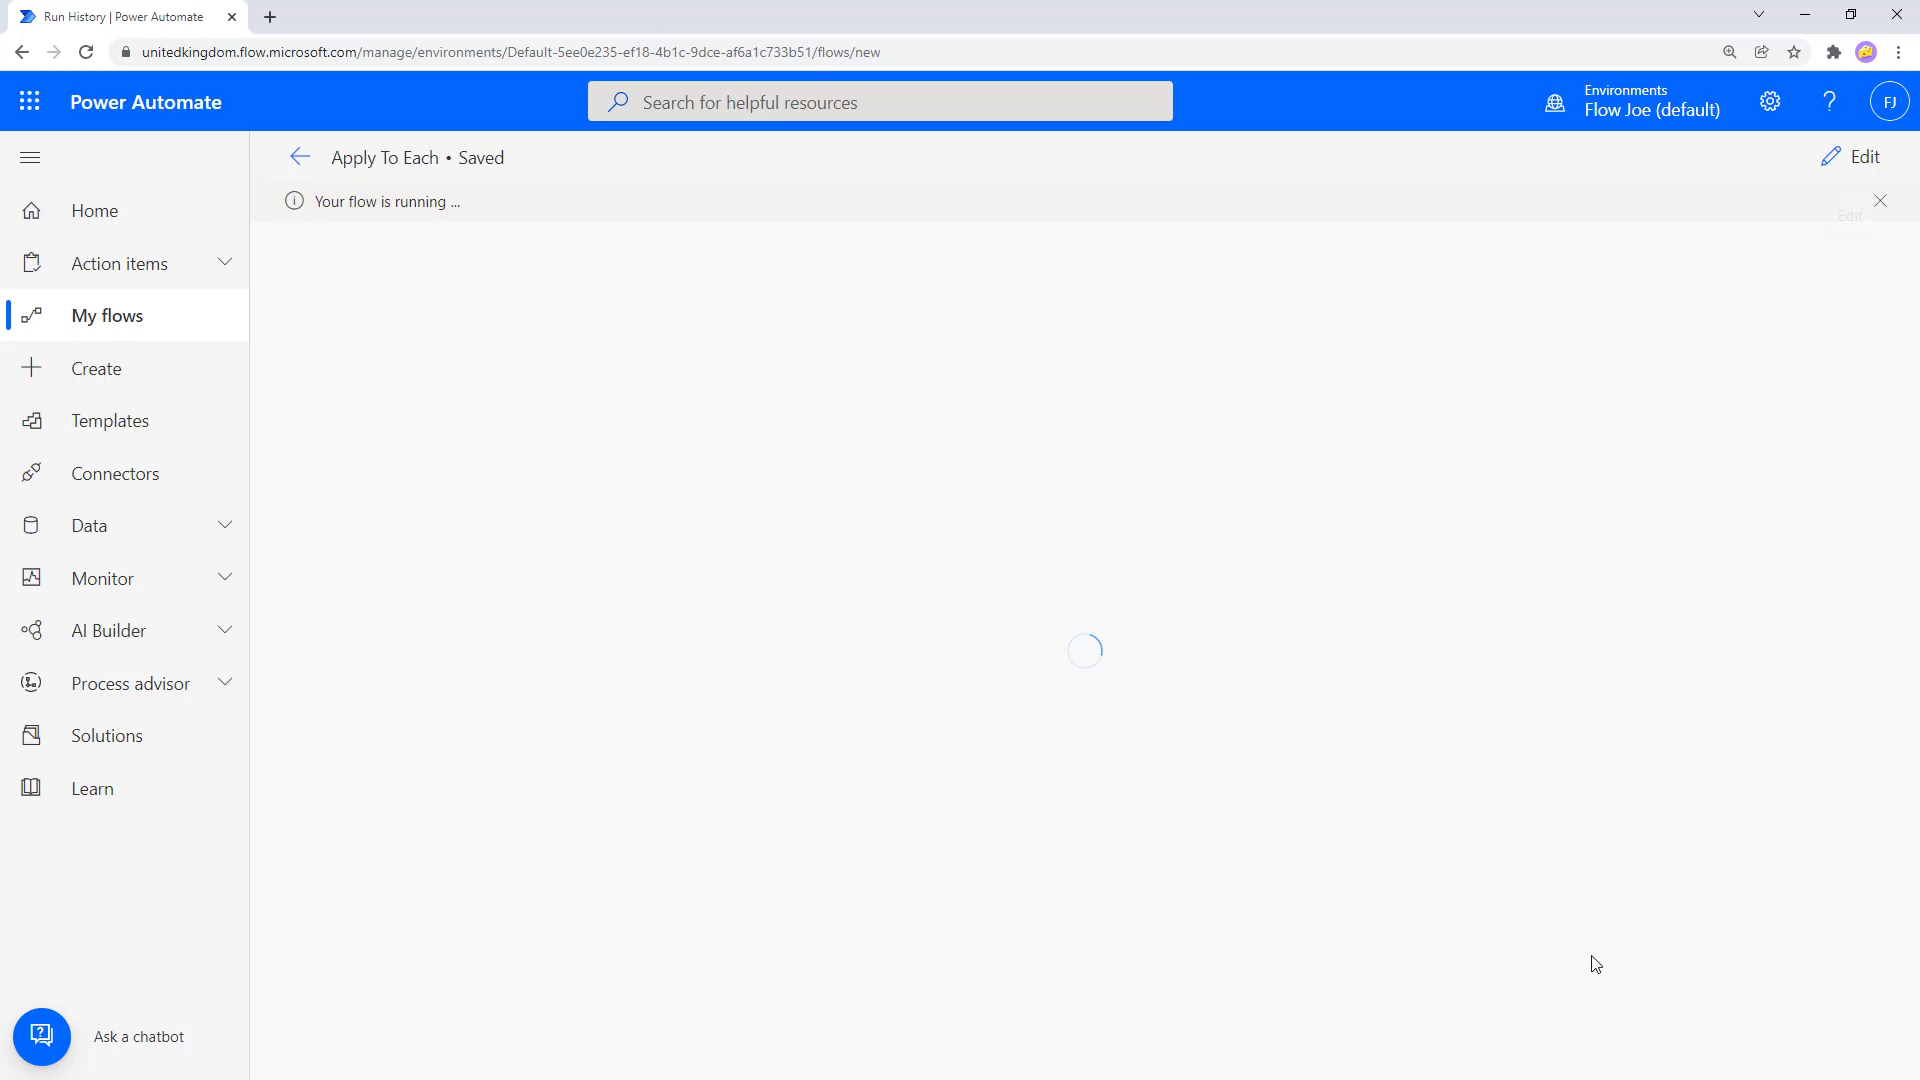 Run History | Power Automate
unitedkingdom.flow.microsoft.com/manage/environments/Default-5ee0e235-ef18-4b1c-9dce-af6a1c733b51/flows/new
Power Automate
Search for helpful resources
Environments
Flow Joe (default)
FJ
Apply To Each • Saved
Edit
Your flow is running ...
Edit
Home
Action items
My flows
Create
Templates
Connectors
Data
Monitor
AI Builder
Process advisor
Solutions
Learn
Ask a chatbot